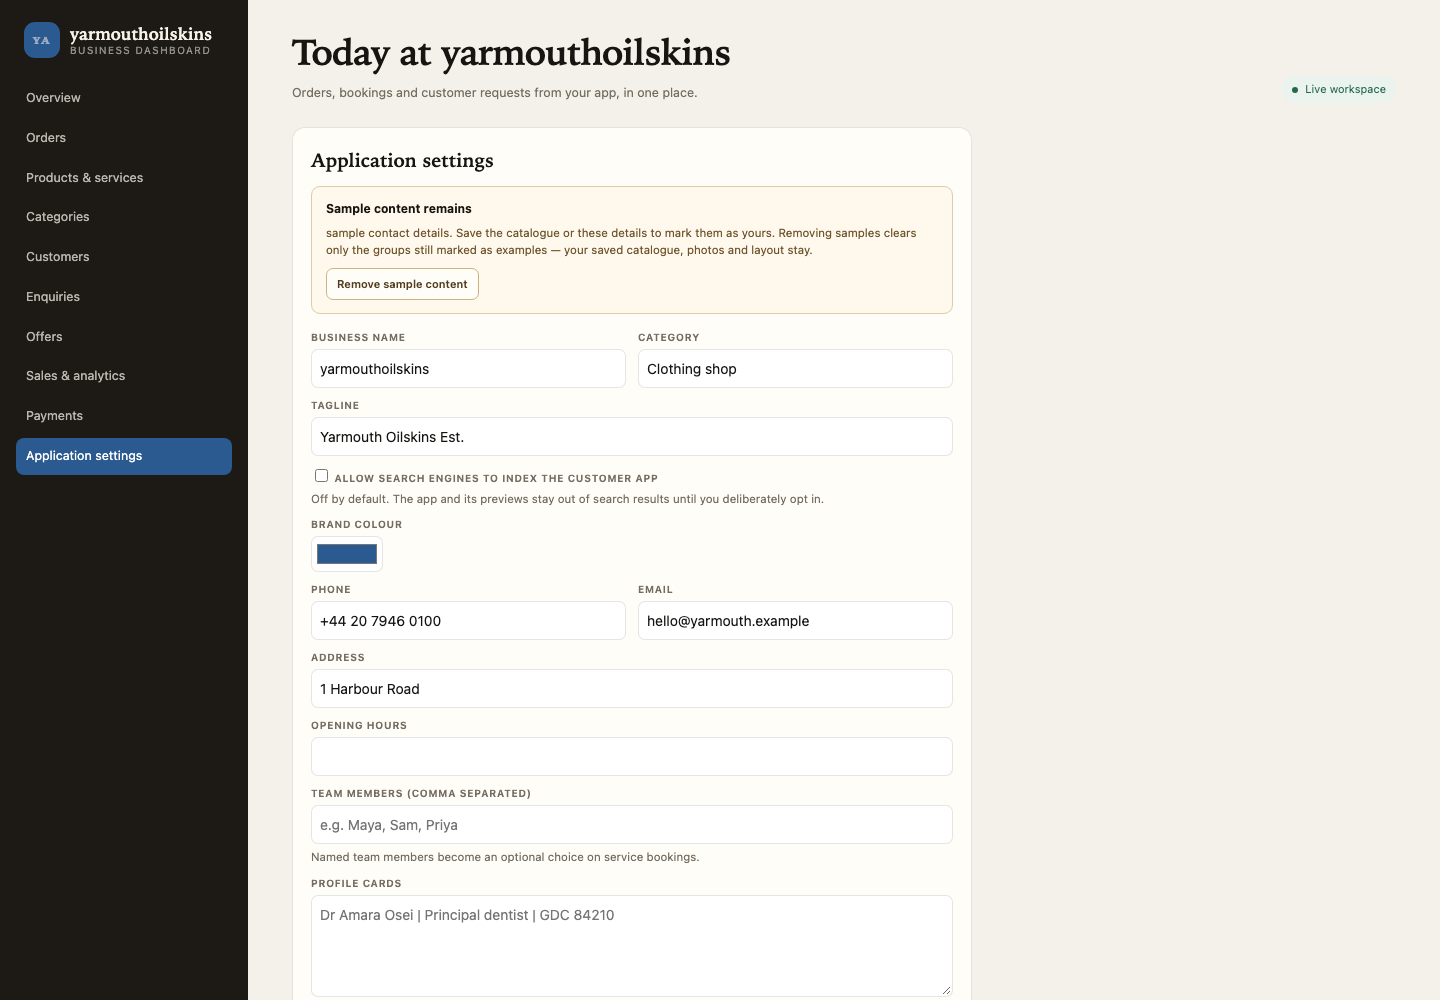 YA
yarmouthoilskins
BUSINESS DASHBOARD
Overview
Orders
Products & services
Categories
Customers
Enquiries
Offers
Sales & analytics
Payments
Application settings
Today at yarmouthoilskins
Orders, bookings and customer requests from your app, in one place.
Live workspace
Application settings
Sample content remains
sample contact details. Save the catalogue or these details to mark them as yours. Removing samples clears
only the groups still marked as examples — your saved catalogue, photos and layout stay.
Remove sample content
BUSINESS NAME
CATEGORY
yarmouthoilskins
Clothing shop
TAGLINE
Yarmouth Oilskins Est.
ALLOW SEARCH ENGINES TO INDEX THE CUSTOMER APP
Off by default. The app and its previews stay out of search results until you deliberately opt in.
BRAND COLOUR
PHONE
EMAIL
+44 20 7946 0100
hello@yarmouth.example
ADDRESS
1 Harbour Road
OPENING HOURS
TEAM MEMBERS (COMMA SEPARATED)
e.g. Maya, Sam, Priya
Named team members become an optional choice on service bookings.
PROFILE CARDS
Dr Amara Osei | Principal dentist | GDC 84210